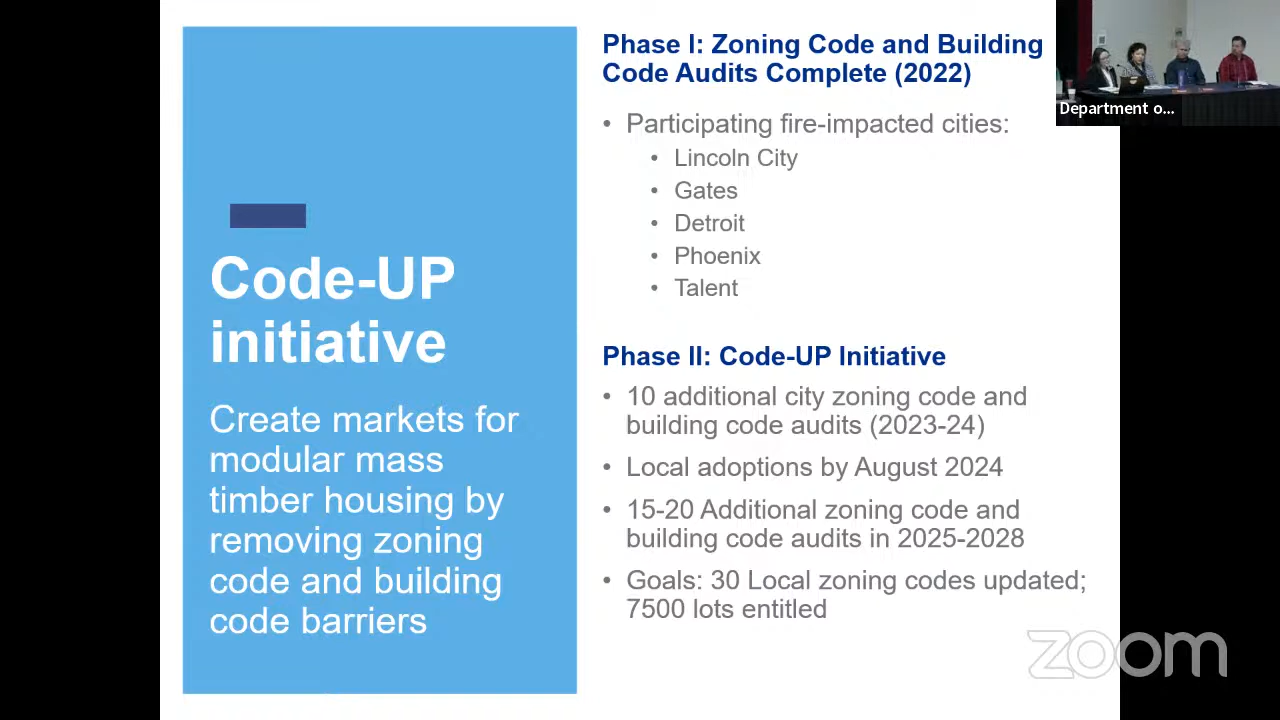 Code-UP
initiative
Create markets for
modular mass
timber housing by
removing zoning
code and building
code barriers
Phase I: Zoning Code and Building
Code Audits Complete (2022)
• Participating fire-impacted cities:
• Lincoln City
• Gates
• Detroit
• Phoenix
• Talent
Phase II: Code-UP Initiative
• 10 additional city zoning code and
building code audits (2023-24)
• Local adoptions by August 2024
• 15-20 Additional zoning code and
building code audits in 2025-2028
• Goals: 30 Local zoning codes updated;
7500 lots entitled
Department o...
zoom